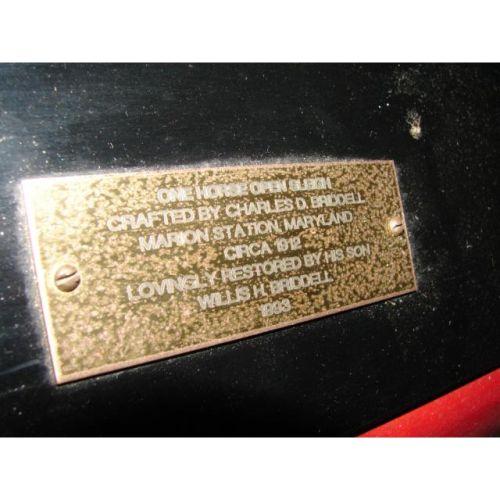 ONE HORSE OPEN SLEIGH
CRAFTED BY CHARLES D. BRIDDELL
MARION STATION, MARYLAND
CIRCA 1912
LOVINGLY RESTORED BY HIS SON
WILLIS H. BRIDDELL
1993